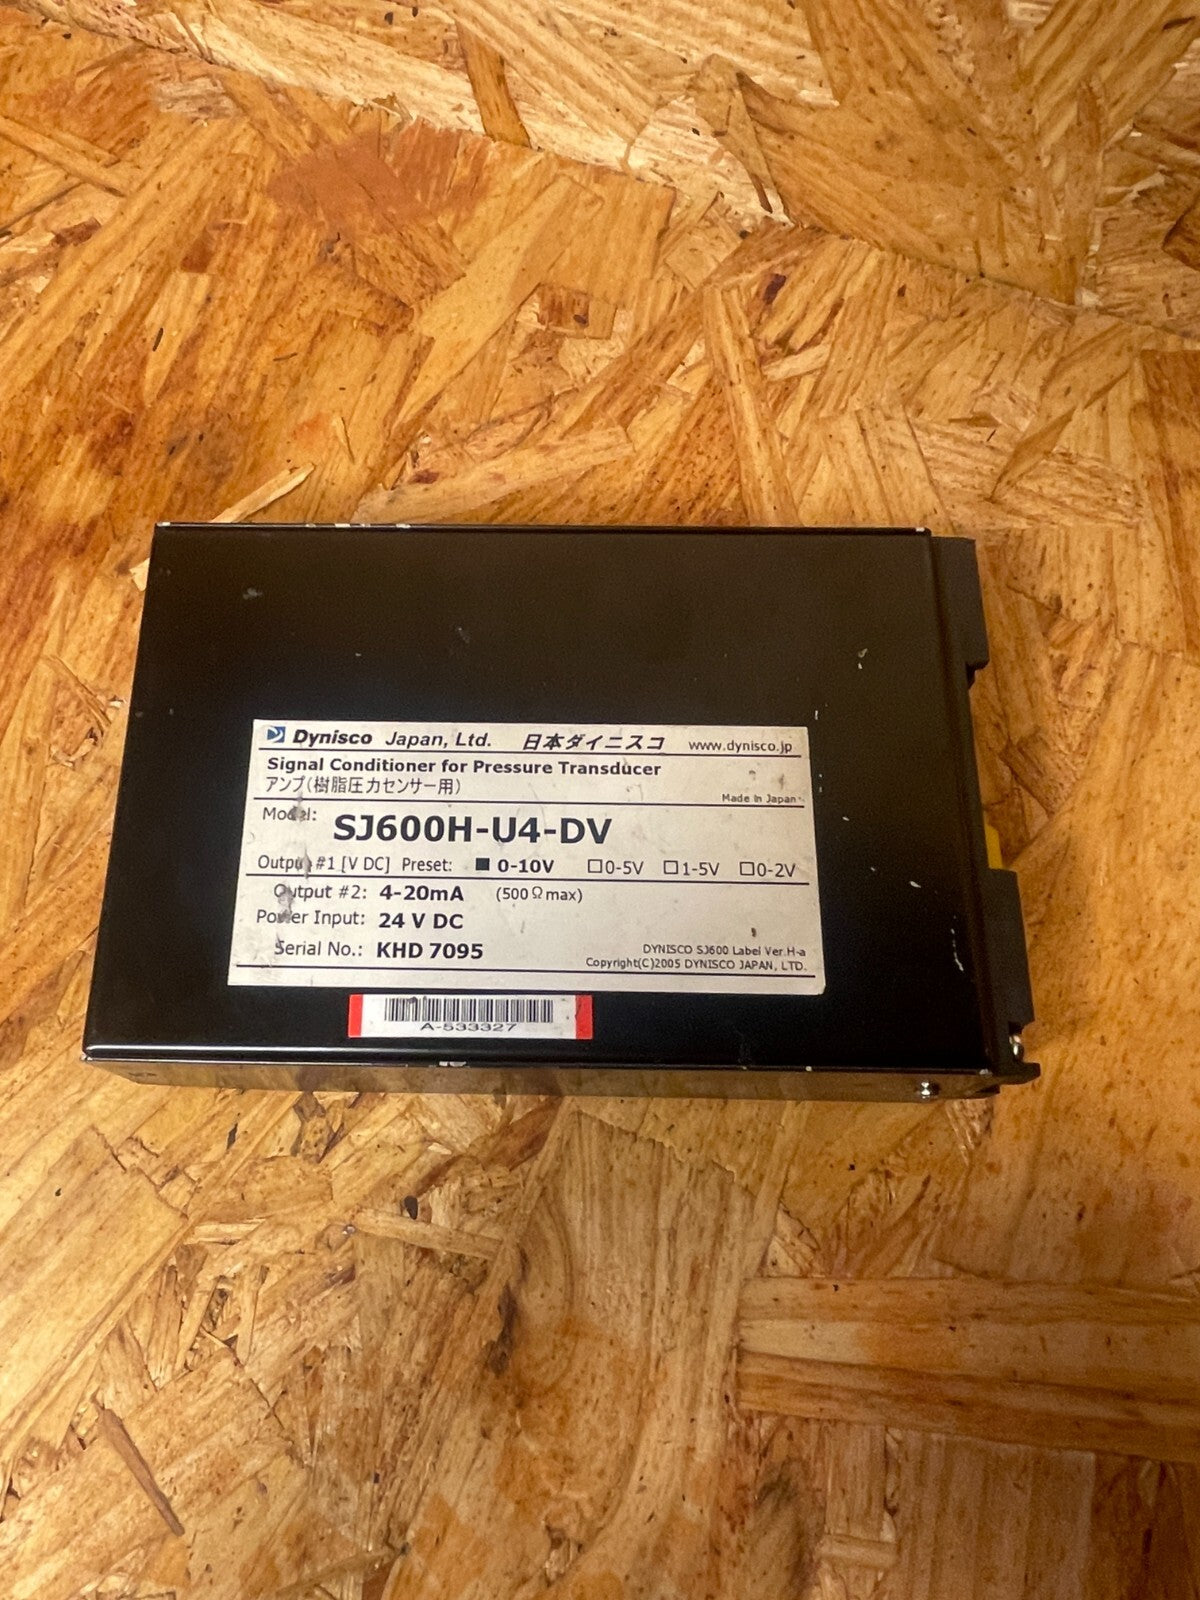 Dynisco Japan, Ltd. 日本ダイニスコ www.dynisco.jp
Signal Conditioner for Pressure Transducer
アンプ(樹脂圧力センサー用)
Made in Japan
Model: SJ600H-U4-DV
Output #1 [V DC] Preset: ■ 0-10V □0-5V □1-5V □0-2V
Output #2: 4-20mA (500Ωmax)
Power Input: 24 V DC
Serial No.: KHD 7095
DYNISCO SJ600 Label Ver.H-a
Copyright(C)2005 DYNISCO JAPAN, LTD.
A-533327